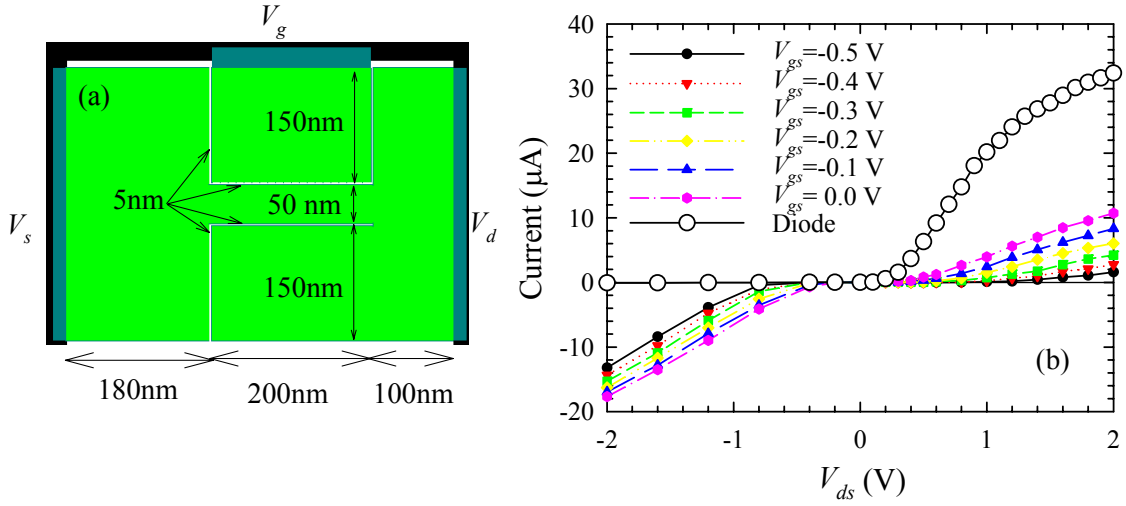 V_g
(a)
150nm
5nm
50 nm
V_s
V_d
150nm
180nm
200nm
100nm
40
30
20
10
0
-10
-20
Current (µA)
V_gs=-0.5 V
V_gs=-0.4 V
V_gs=-0.3 V
V_gs=-0.2 V
V_gs=-0.1 V
V_gs= 0.0 V
Diode
(b)
-2 -1 0 1 2
V_ds (V)